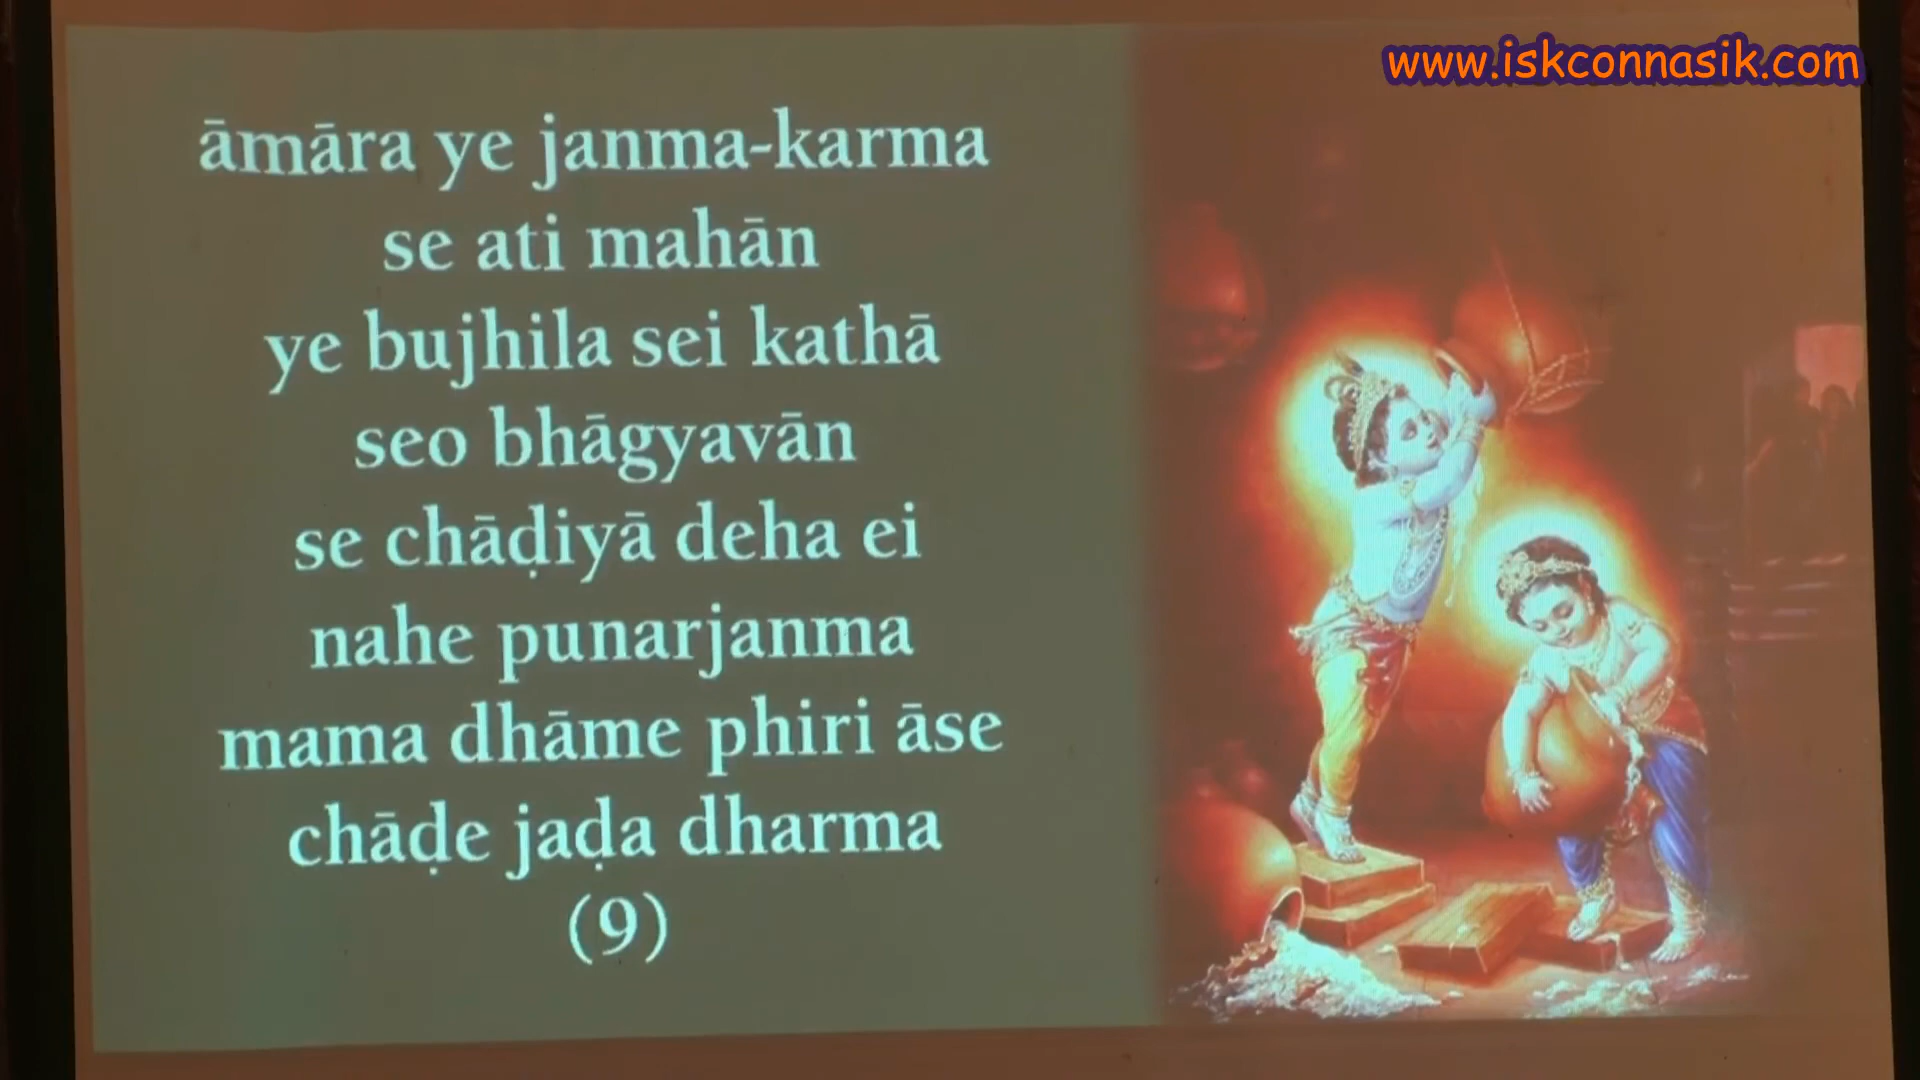 www.iskconnasik.com
āmāra ye janma-karma
se ati mahān
ye bujhila sei kathā
seo bhāgyavān
se chāḍiyā deha ei
nahe punarjanma
mama dhāme phiri āse
chāḍe jaḍa dharma
(9)